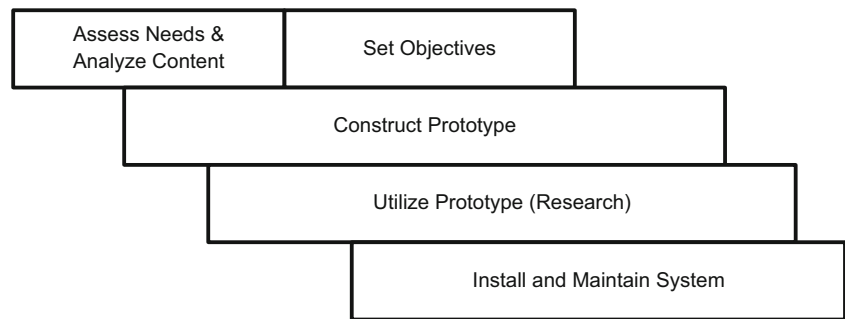 Assess Needs &
Analyze Content
Set Objectives
Construct Prototype
Utilize Prototype (Research)
Install and Maintain System